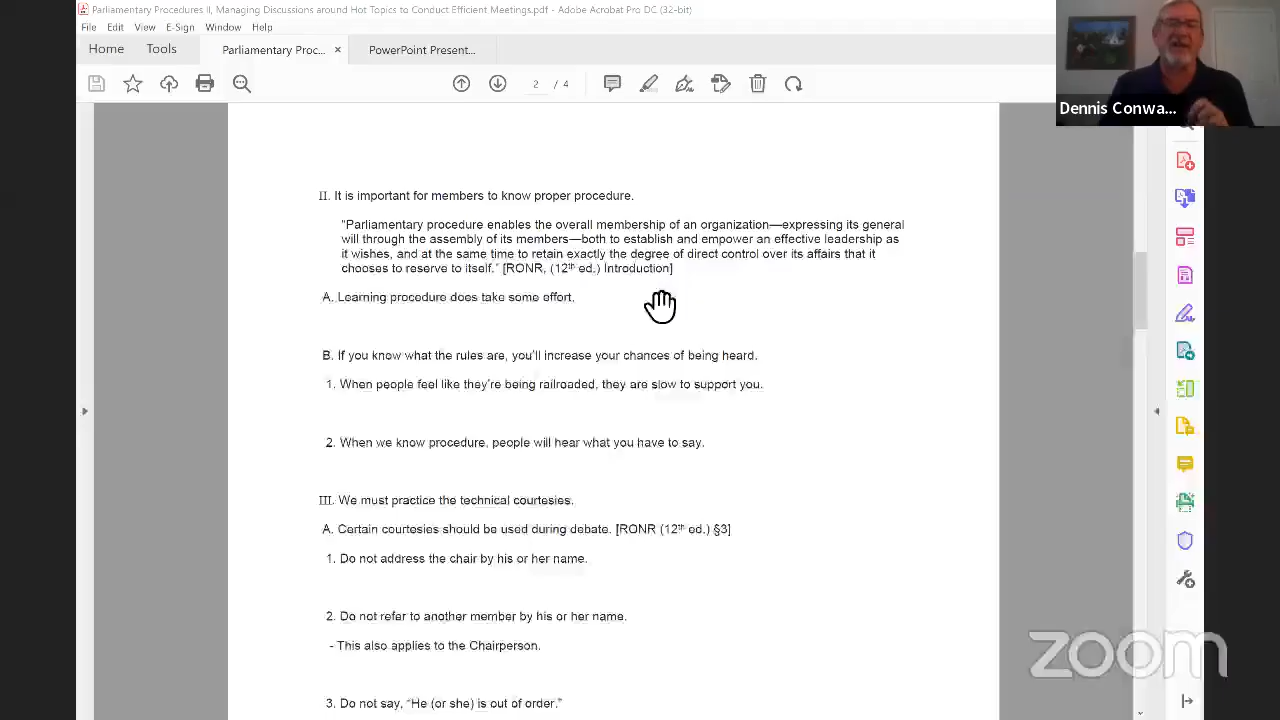 Parliamentary Procedures II, Managing Discussions around Hot Topics to Conduct Efficient Meetings.pdf - Adobe Acrobat Pro DC (32-bit)
File Edit View E-Sign Window Help
Home Tools Parliamentary Proc... × PowerPoint Present...
2 / 4
Dennis Conwa...
II. It is important for members to know proper procedure.
"Parliamentary procedure enables the overall membership of an organization—expressing its general
will through the assembly of its members—both to establish and empower an effective leadership as
it wishes, and at the same time to retain exactly the degree of direct control over its affairs that it
chooses to reserve to itself." [RONR, (12th ed.) Introduction]
A. Learning procedure does take some effort.
B. If you know what the rules are, you'll increase your chances of being heard.
1. When people feel like they're being railroaded, they are slow to support you.
2. When we know procedure, people will hear what you have to say.
III. We must practice the technical courtesies.
A. Certain courtesies should be used during debate. [RONR (12th ed.) §3]
1. Do not address the chair by his or her name.
2. Do not refer to another member by his or her name.
- This also applies to the Chairperson.
3. Do not say, "He (or she) is out of order."
zoom